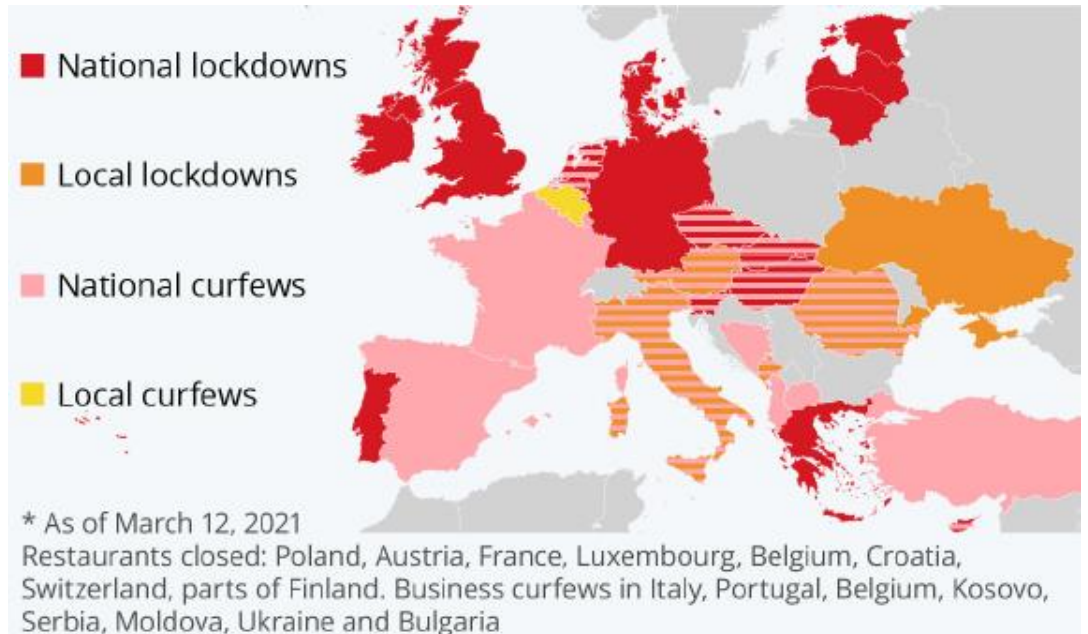 National lockdowns
Local lockdowns
National curfews
Local curfews
* As of March 12, 2021
Restaurants closed: Poland, Austria, France, Luxembourg, Belgium, Croatia,
Switzerland, parts of Finland. Business curfews in Italy, Portugal, Belgium, Kosovo,
Serbia, Moldova, Ukraine and Bulgaria